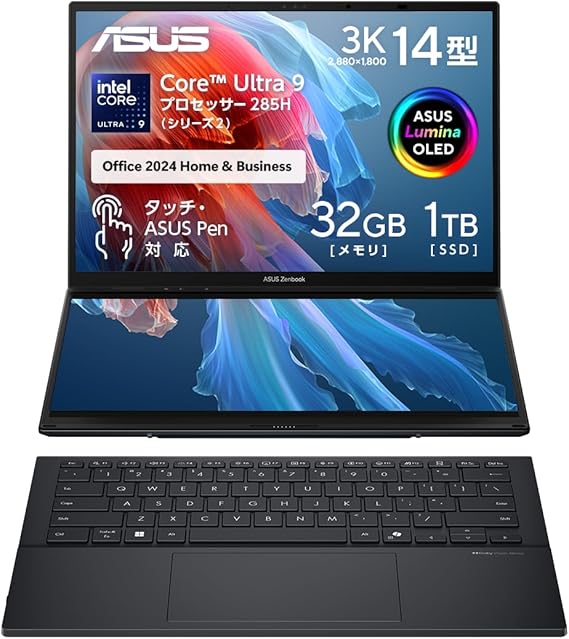 ASUS
3K 14型
2,880×1,800
intel
CORE
ULTRA 9
Core™ Ultra 9
プロセッサー 285H
(シリーズ2)
ASUS
Lumina
OLED
Office 2024 Home & Business
タッチ・
ASUS Pen
対応
32GB
[メモリ]
1TB
[SSD]
ASUS Zenbook
Q W E R T Y U I O P
A S D F G H J K L
Z X C V B N M